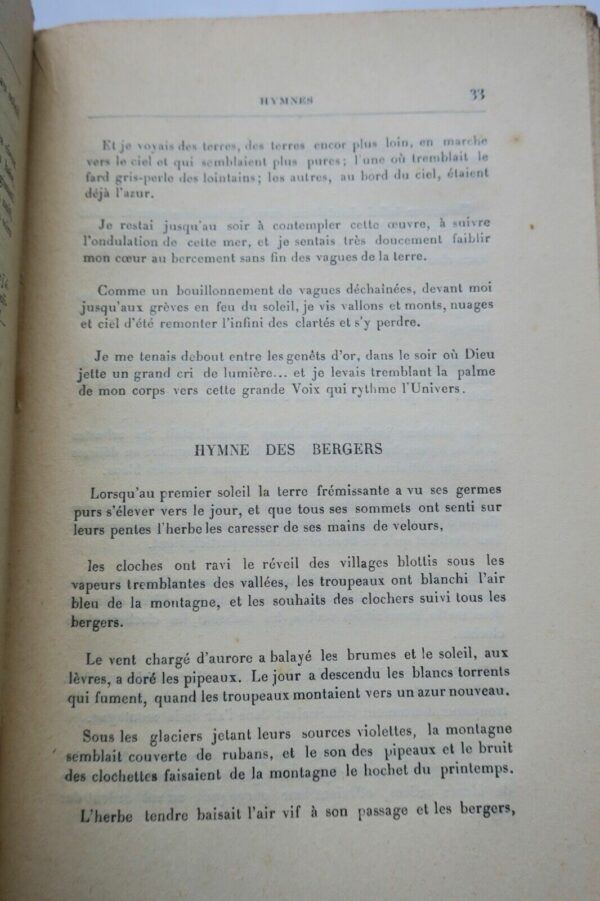 HYMNES 33
Et je voyais des terres, des terres encor plus loin, en marche
vers le ciel et qui semblaient plus pures ; l'une où tremblait le
fard gris-perle des lointains ; les autres, au bord du ciel, étaient
déjà l'azur.
Je restai jusqu'au soir à contempler cette œuvre, à suivre
l'ondulation de cette mer, et je sentais très doucement faiblir
mon cœur au bercement sans fin des vagues de la terre.
Comme un bouillonnement de vagues déchaînées, devant moi
jusqu'aux grèves en feu du soleil, je vis vallons et monts, nuages
et ciel d'été remonter l'infini des clartés et s'y perdre.
Je me tenais debout entre les genêts d'or, dans le soir où Dieu
jette un grand cri de lumière... et je levais tremblant la palme
de mon corps vers cette grande Voix qui rythme l'Univers.
HYMNE DES BERGERS
Lorsqu'au premier soleil la terre frémissante a vu ses germes
purs s'élever vers le jour, et que tous ses sommets ont senti sur
leurs pentes l'herbe les caresser de ses mains de velours,
les cloches ont ravi le réveil des villages blottis sous les
vapeurs tremblantes des vallées, les troupeaux ont blanchi l'air
bleu de la montagne, et les souhaits des clochers suivi tous les
bergers.
Le vent chargé d'aurore a balayé les brumes et le soleil, aux
lèvres, a doré les pipeaux. Le jour a descendu les blancs torrents
qui fument, quand les troupeaux montaient vers un azur nouveau.
Sous les glaciers jetant leurs sources violettes, la montagne
semblait couverte de rubans, et le son des pipeaux et le bruit
des clochettes faisaient de la montagne le hochet du printemps.
L'herbe tendre baisait l'air vif à son passage et les bergers,